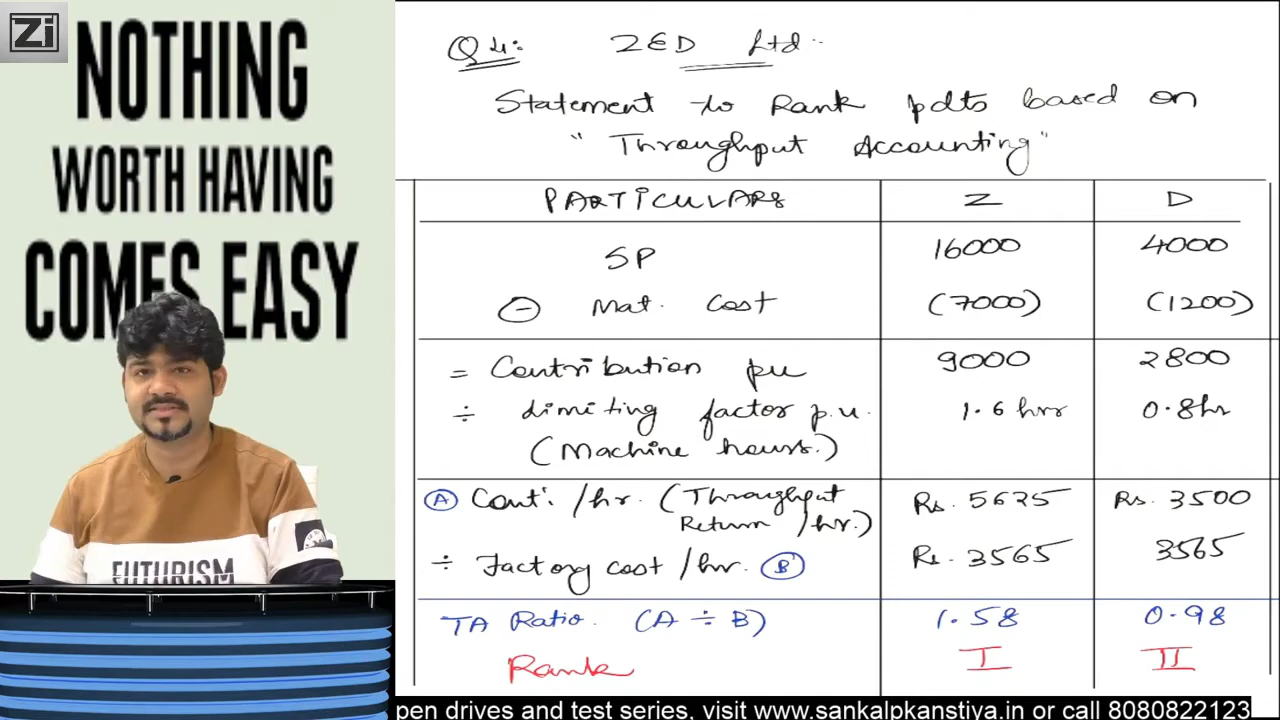 Zi
NOTHING
WORTH HAVING
COMES EASY
FUTURISM
Q4: ZED Ltd.
Statement to Rank pdts based on
"Throughput Accounting"
PARTICULARS Z D
SP 16000 4000
(-) Mat. Cost (7000) (1200)
= Contribution pu 9000 2800
÷ Limiting factor p.u. 1.6 hrs 0.8hr
(Machine hours.)
(A) Cont. /hr. (Throughput Return /hr.) Rs. 5625 Rs. 3500
÷ Factory cost /hr. (B) Rs. 3565 3565
TA Ratio. (A ÷ B) 1.58 0.98
Rank I II
pen drives and test series, visit www.sankalpkanstiya.in or call 8080822123